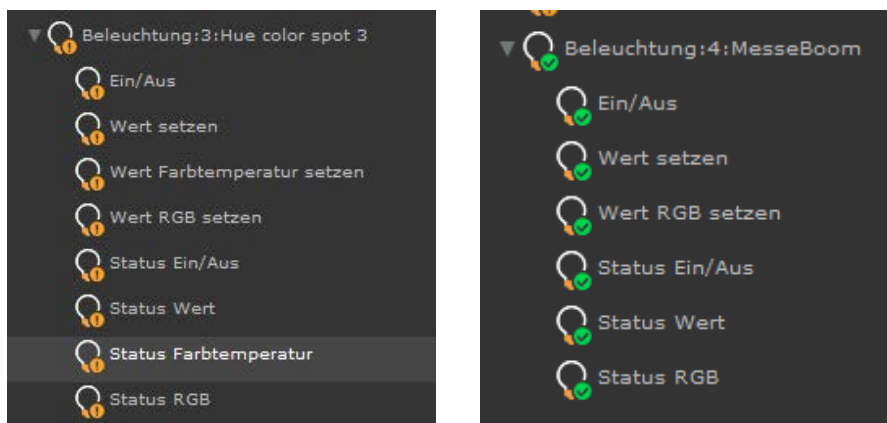 Beleuchtung:3:Hue color spot 3
Ein/Aus
Wert setzen
Wert Farbtemperatur setzen
Wert RGB setzen
Status Ein/Aus
Status Wert
Status Farbtemperatur
Status RGB
Beleuchtung:4:MesseBoom
Ein/Aus
Wert setzen
Wert RGB setzen
Status Ein/Aus
Status Wert
Status RGB